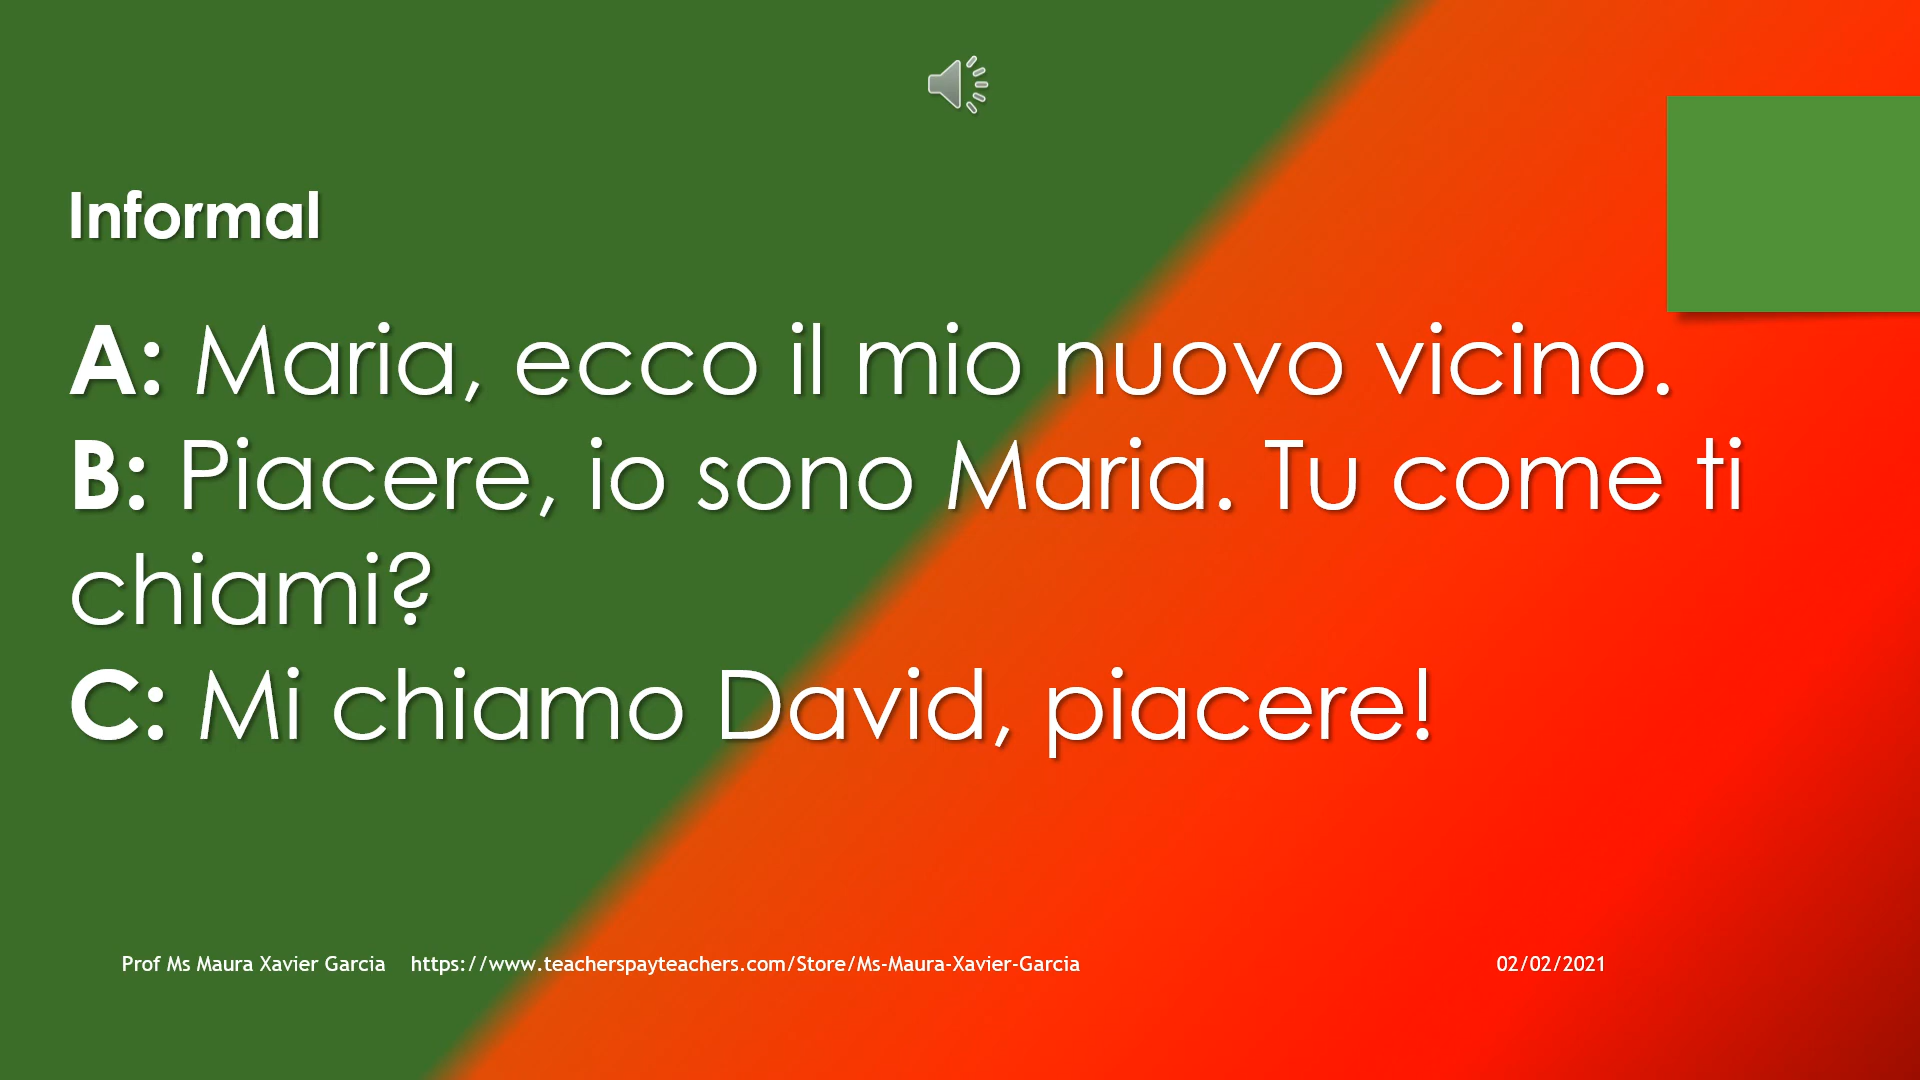 Informal
A: Maria, ecco il mio nuovo vicino.
B: Piacere, io sono Maria. Tu come ti
chiami?
C: Mi chiamo David, piacere!
Prof Ms Maura Xavier Garcia https://www.teacherspayteachers.com/Store/Ms-Maura-Xavier-Garcia 02/02/2021